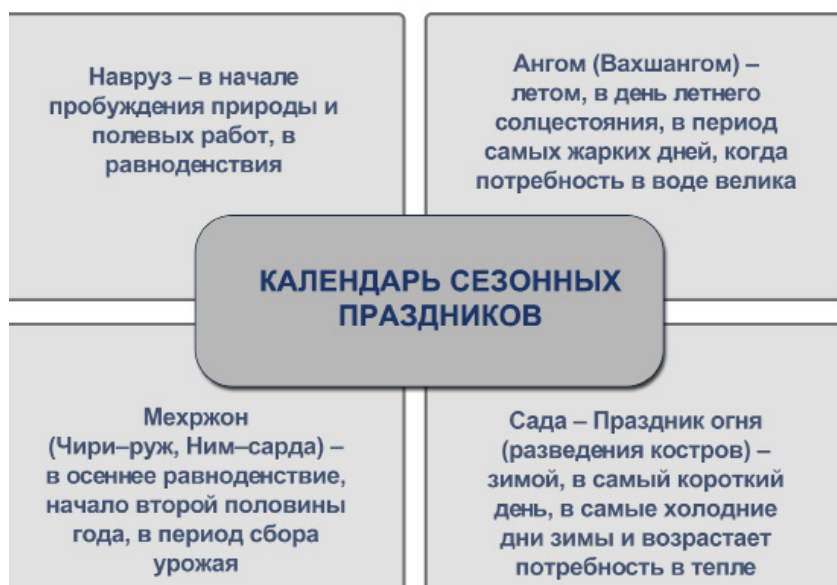 Навруз – в начале
пробуждения природы и
полевых работ, в
равноденствия
Ангом (Вахшангом) –
летом, в день летнего
солцестояния, в период
самых жарких дней, когда
потребность в воде велика
КАЛЕНДАРЬ СЕЗОННЫХ
ПРАЗДНИКОВ
Мехржон
(Чири–руж, Ним–сарда) –
в осеннее равноденствие,
начало второй половины
года, в период сбора
урожая
Сада – Праздник огня
(разведения костров) –
зимой, в самый короткий
день, в самые холодние
дни зимы и возрастает
потребность в тепле